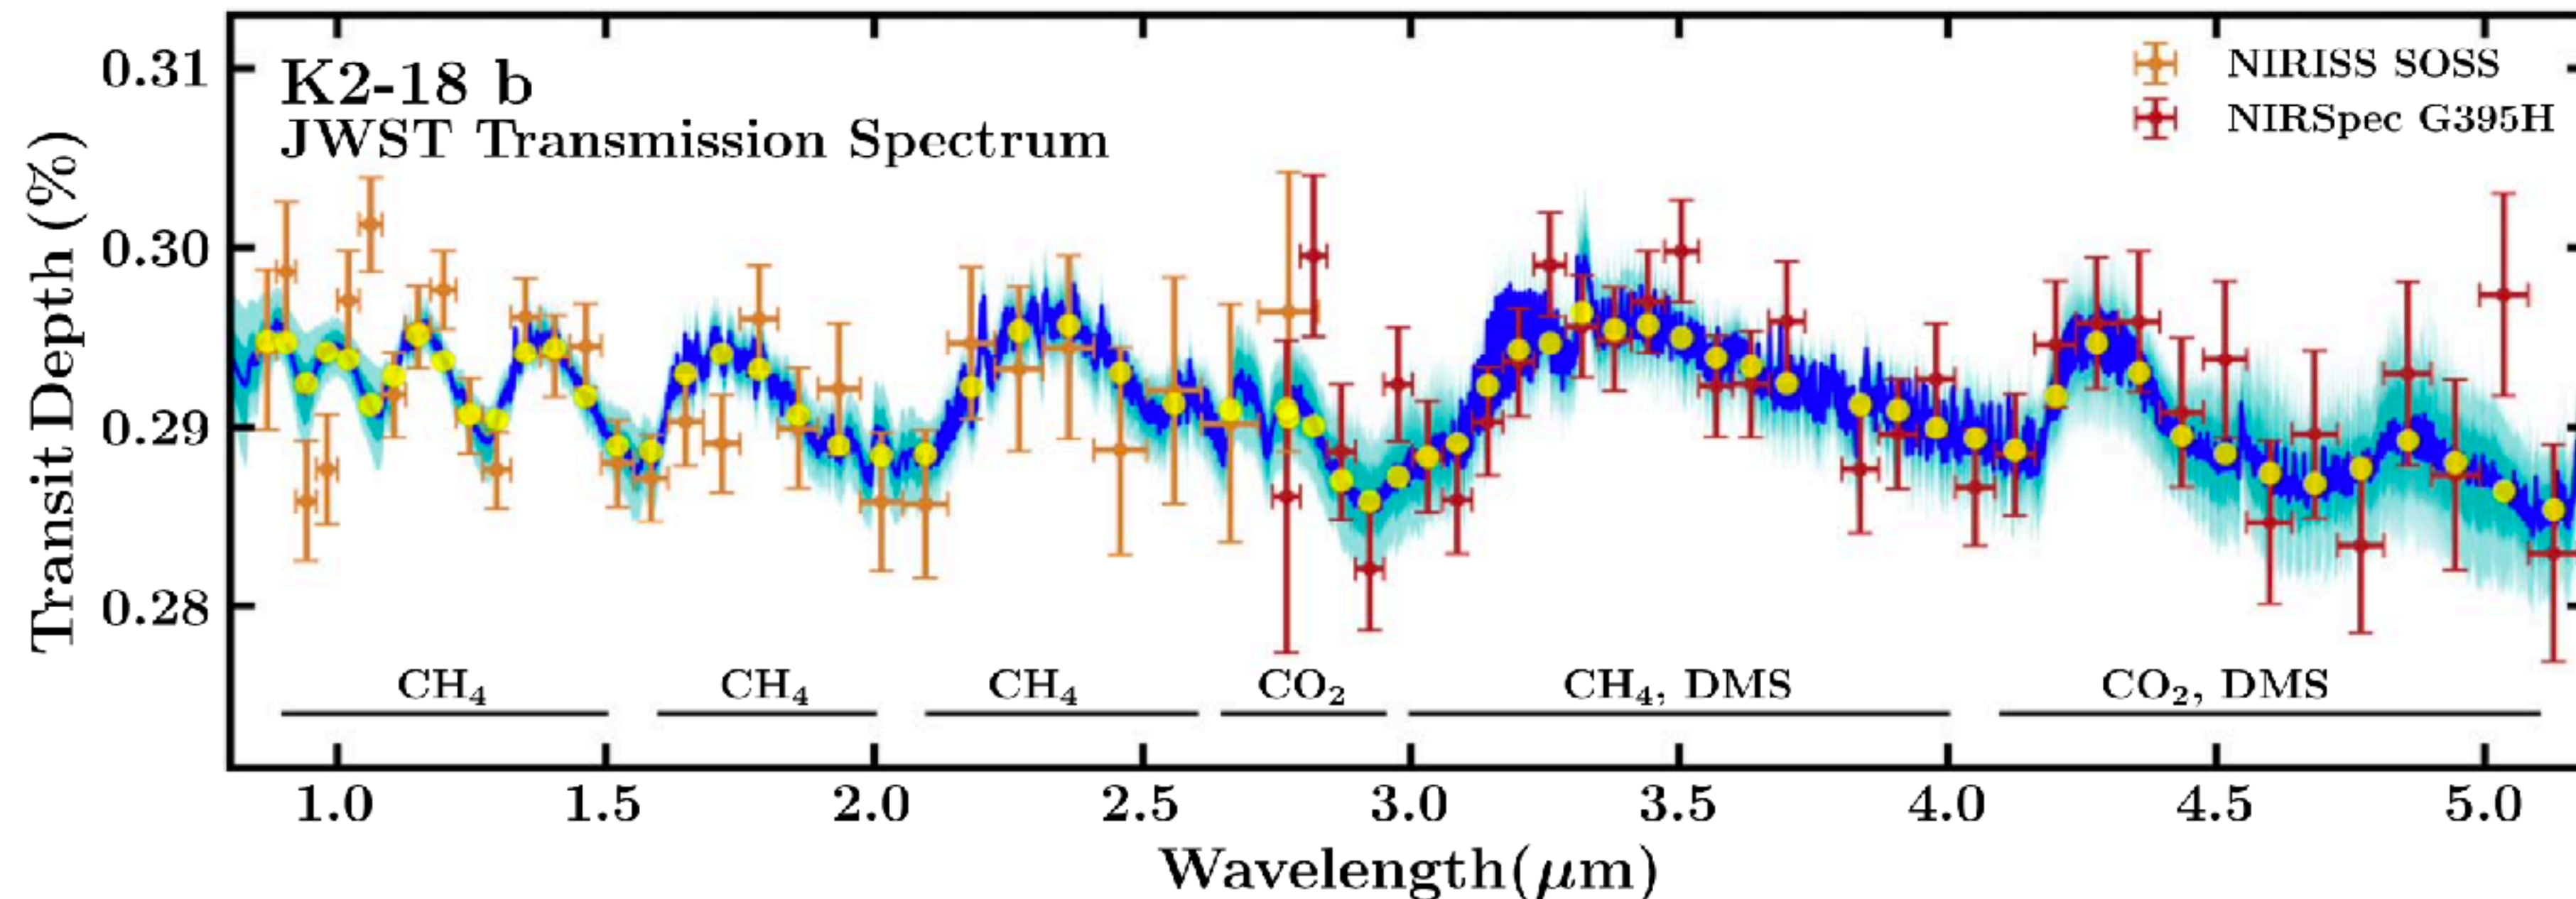 K2-18 b
JWST Transmission Spectrum
NIRISS SOSS
NIRSpec G395H
Transit Depth (%)
0.31
0.30
0.29
0.28
CH₄
CH₄
CH₄
CO₂
CH₄, DMS
CO₂, DMS
1.0 1.5 2.0 2.5 3.0 3.5 4.0 4.5 5.0
Wavelength(μm)